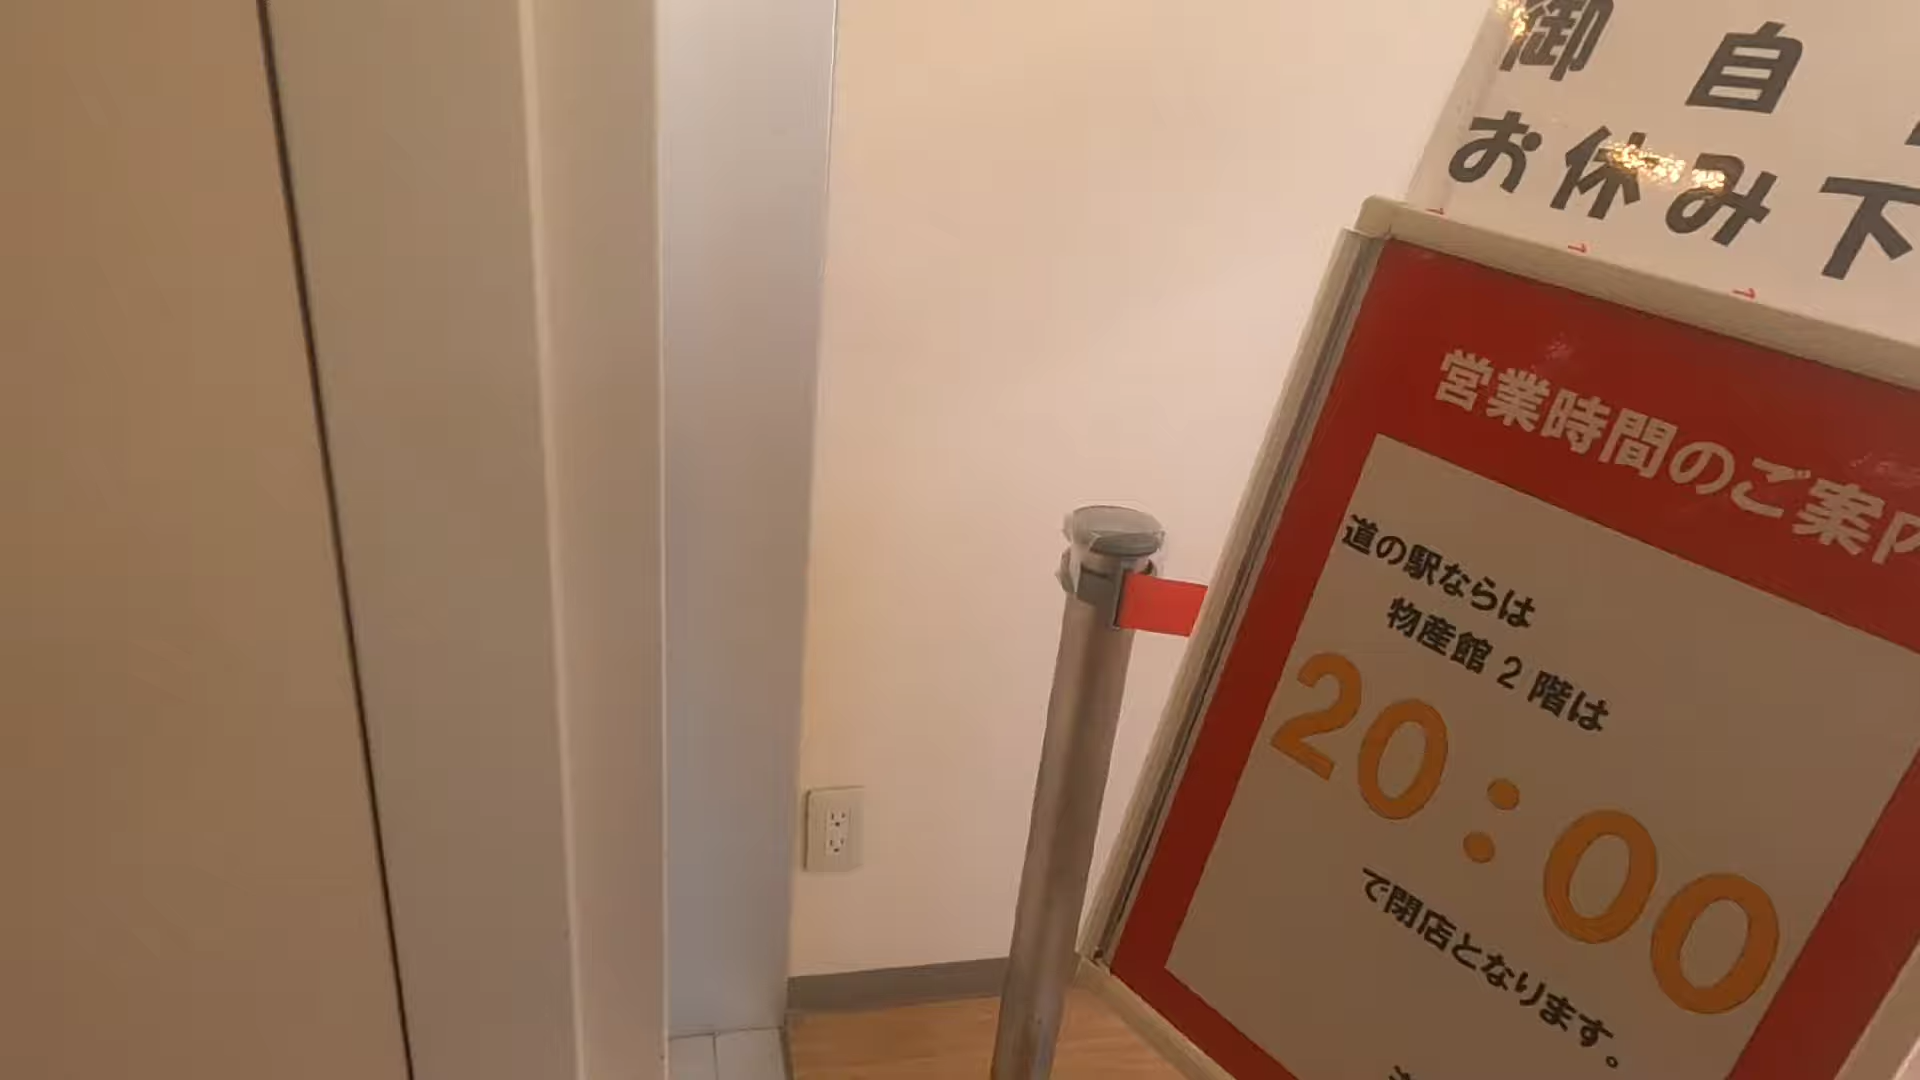 御 自
お休み下
営業時間のご案内
道の駅ならは
物産館 2 階は
20:00
で閉店となります。